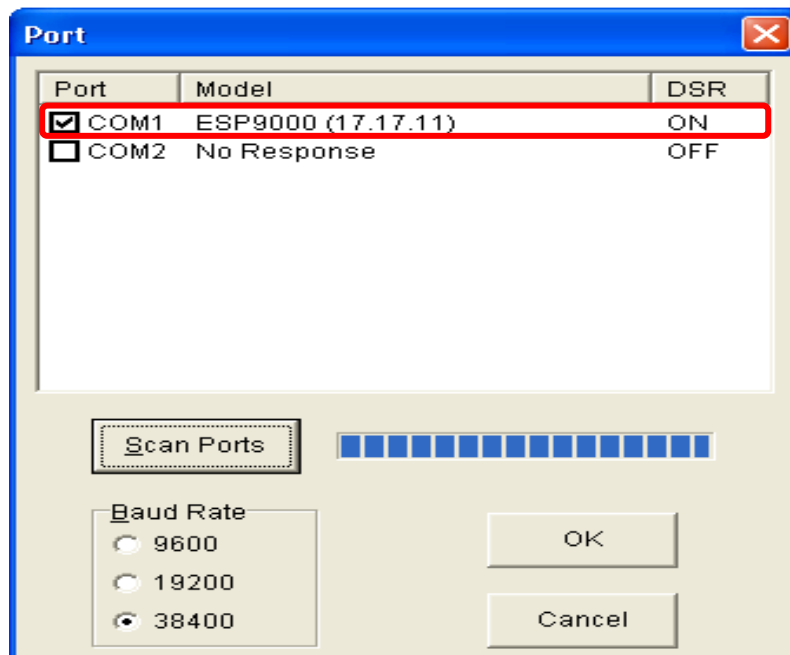 Port
Port Model DSR
COM1 ESP9000 (17.17.11) ON
COM2 No Response OFF
Scan Ports
Baud Rate
9600
OK
19200
38400
Cancel